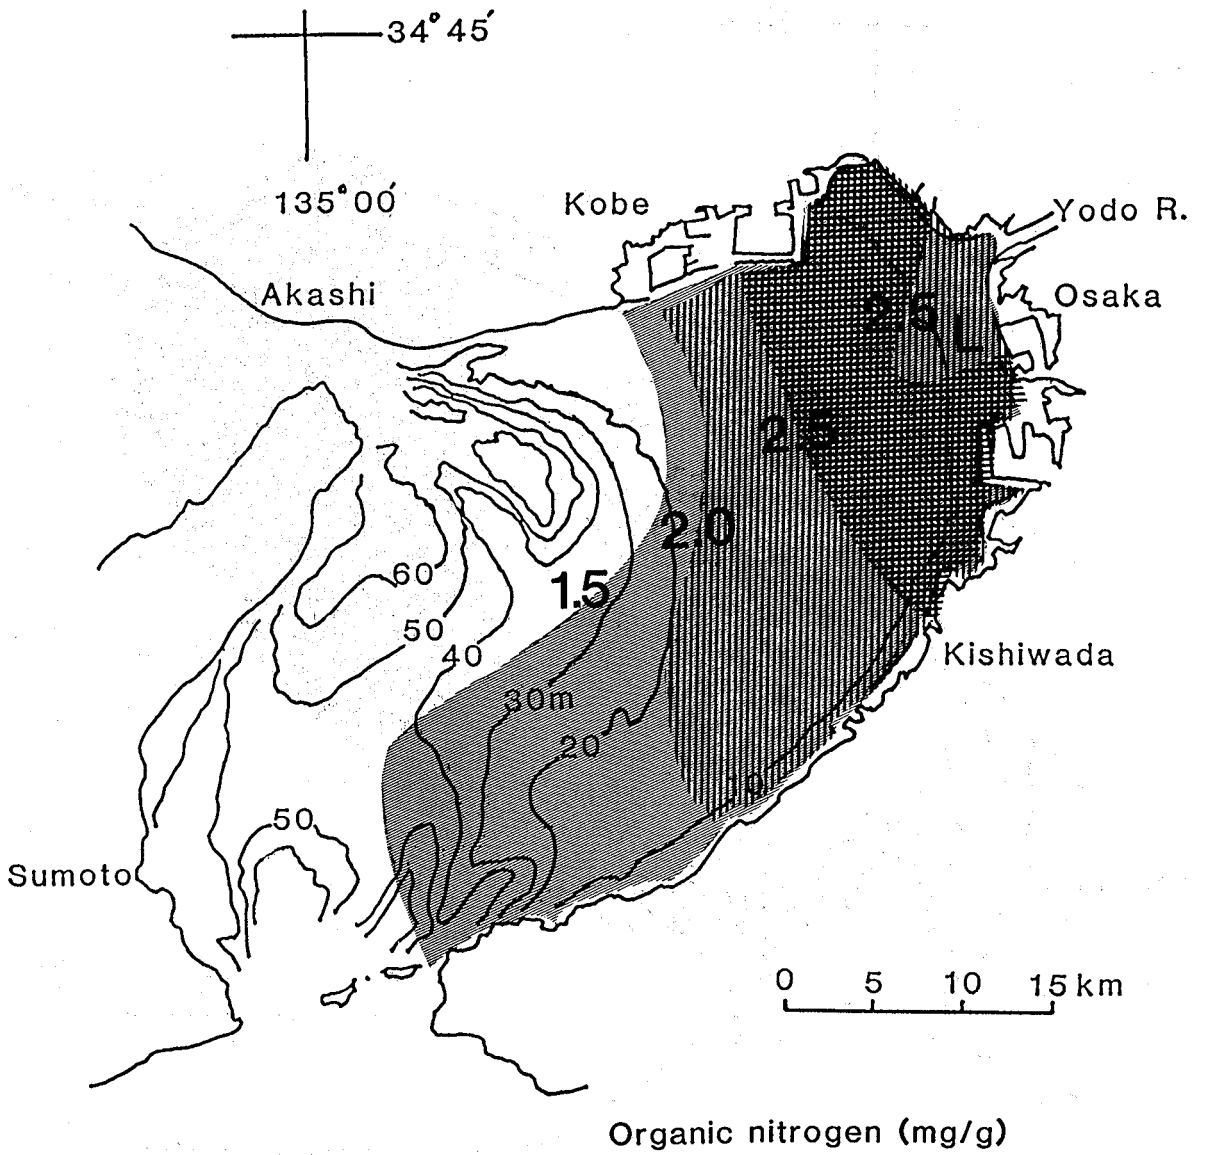 34°45′
135°00′
Kobe
Yodo R.
Akashi
Osaka
2.5
L
2.5
2.0
60
1.5
50
40
Kishiwada
30m
20
10
50
Sumoto
0 5 10 15 km
Organic nitrogen (mg/g)